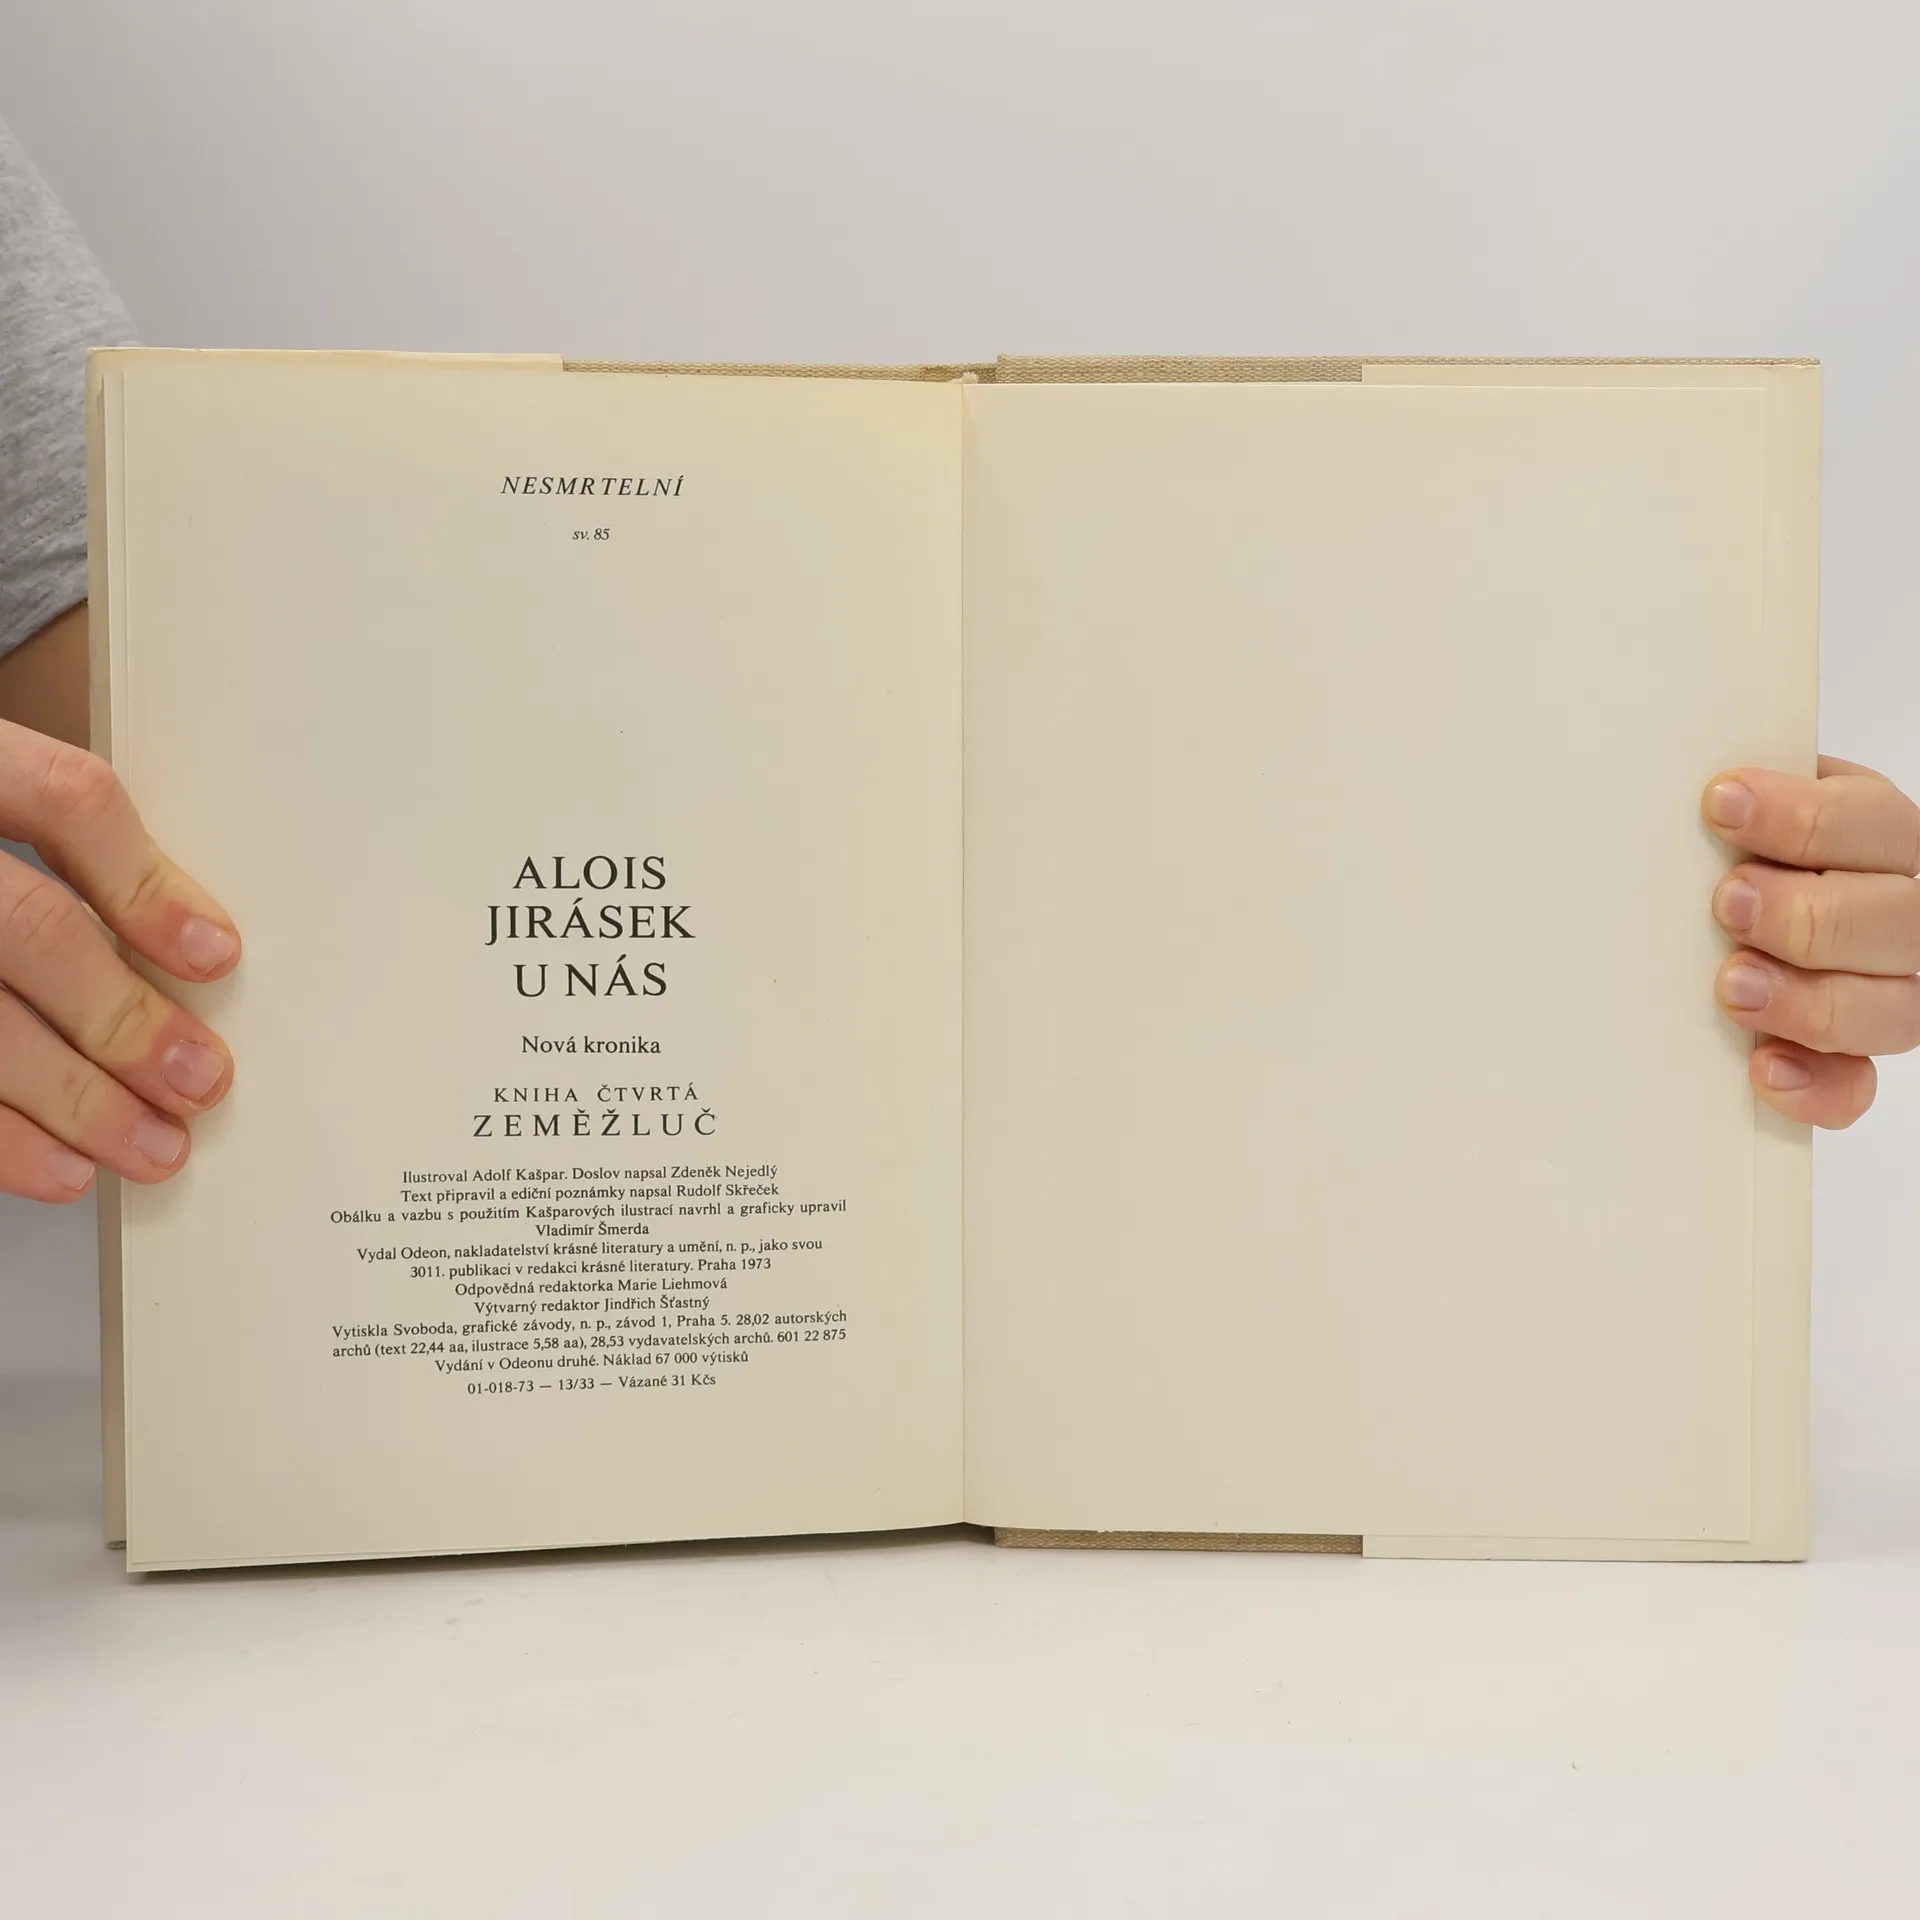 NESMRTELNÍ
sv. 85
ALOIS
JIRÁSEK
U NÁS
Nová kronika
KNIHA ČTVRTÁ
ZEMĚŽLUČ
Ilustroval Adolf Kašpar. Doslov napsal Zdeněk Nejedlý
Text připravil a ediční poznámky napsal Rudolf Skřeček
Obálku a vazbu s použitím Kašparových ilustrací navrhl a graficky upravil
Vladimír Šmerda
Vydal Odeon, nakladatelství krásné literatury a umění, n. p., jako svou
3011. publikaci v redakci krásné literatury. Praha 1973
Odpovědná redaktorka Marie Liehmová
Výtvarný redaktor Jindřich Šťastný
Vytiskla Svoboda, grafické závody, n. p., závod 1, Praha 5. 28,02 autorských
archů (text 22,44 aa, ilustrace 5,58 aa), 28,53 vydavatelských archů. 601 22 875
Vydání v Odeonu druhé. Náklad 67 000 výtisků
01-018-73 — 13/33 — Vázané 31 Kčs